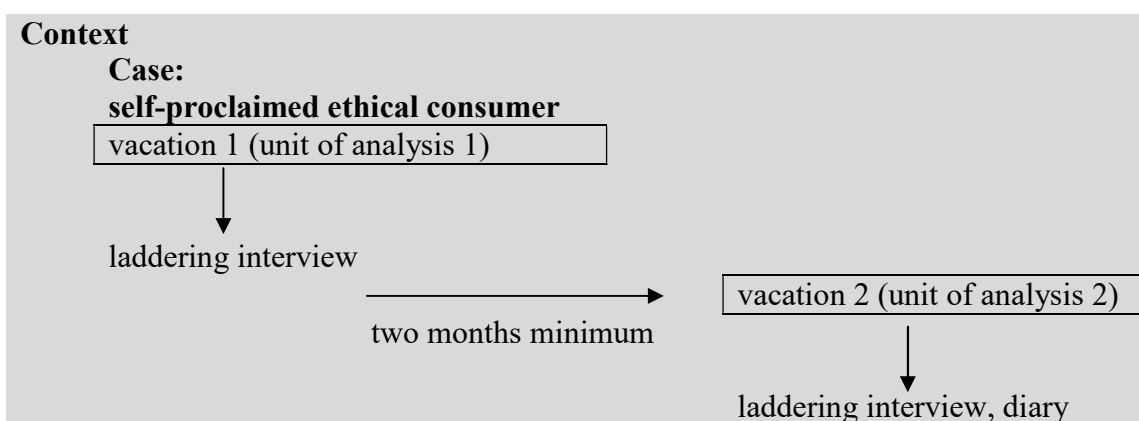 Context
Case:
self-proclaimed ethical consumer
vacation 1 (unit of analysis 1)
laddering interview
vacation 2 (unit of analysis 2)
two months minimum
laddering interview, diary